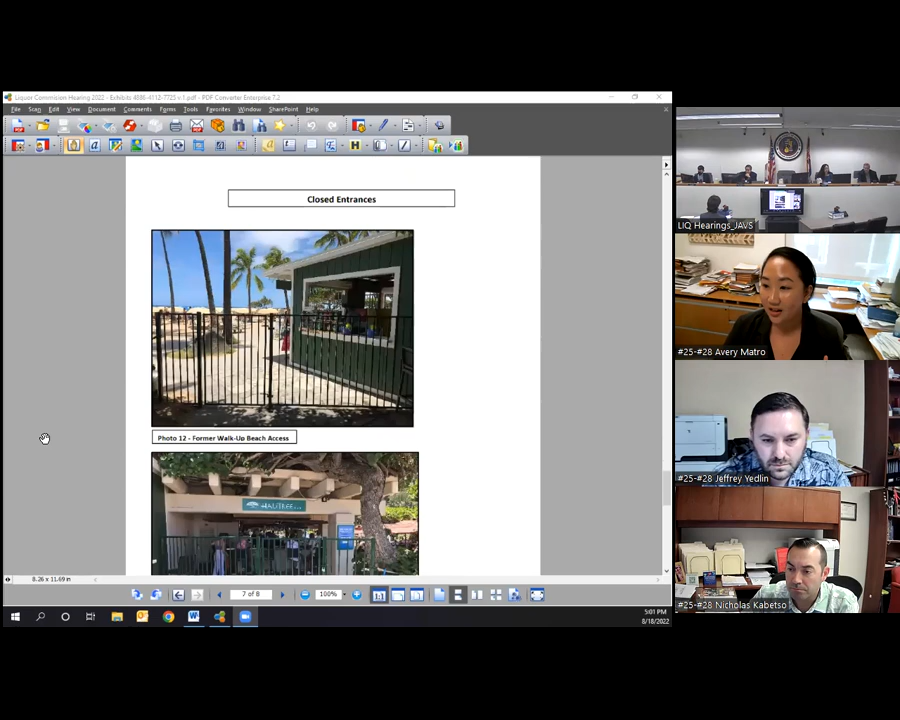 Liquor Commision Hearing 2022 - Exhibits 4886-4112-7725 v.1.pdf - PDF Converter Enterprise 7.2
File Scan Edit View Document Comments Forms Tools Favorites Window SharePoint Help
Closed Entrances
Photo 12 - Former Walk-Up Beach Access
HAU TREE
8.26 x 11.69 in
7 of 8
100%
5:01 PM
8/18/2022
LIQ Hearings_JAVS
#25-#28 Avery Matro
#25-#28 Jeffrey Yedlin
#25-#28 Nicholas Kabetso